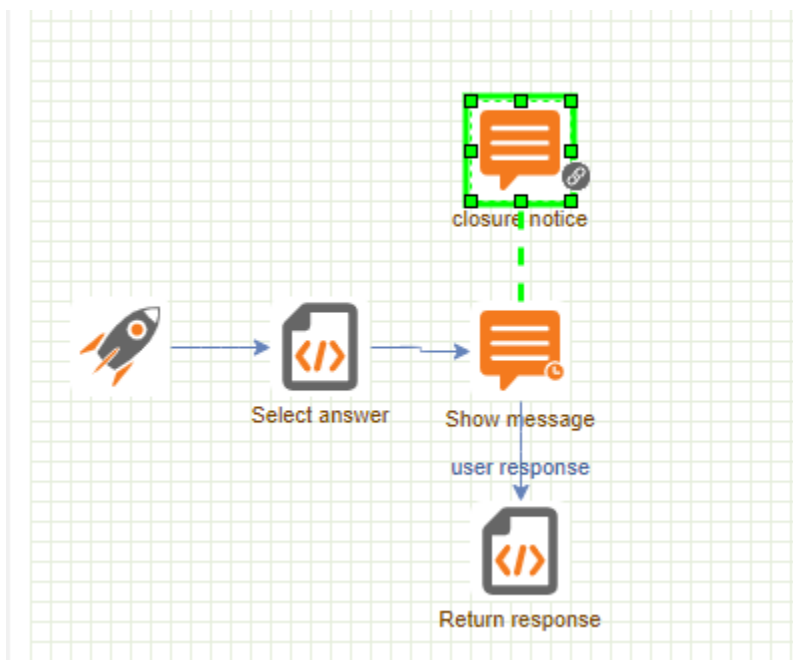 closure notice
Select answer
Show message
user response
Return response